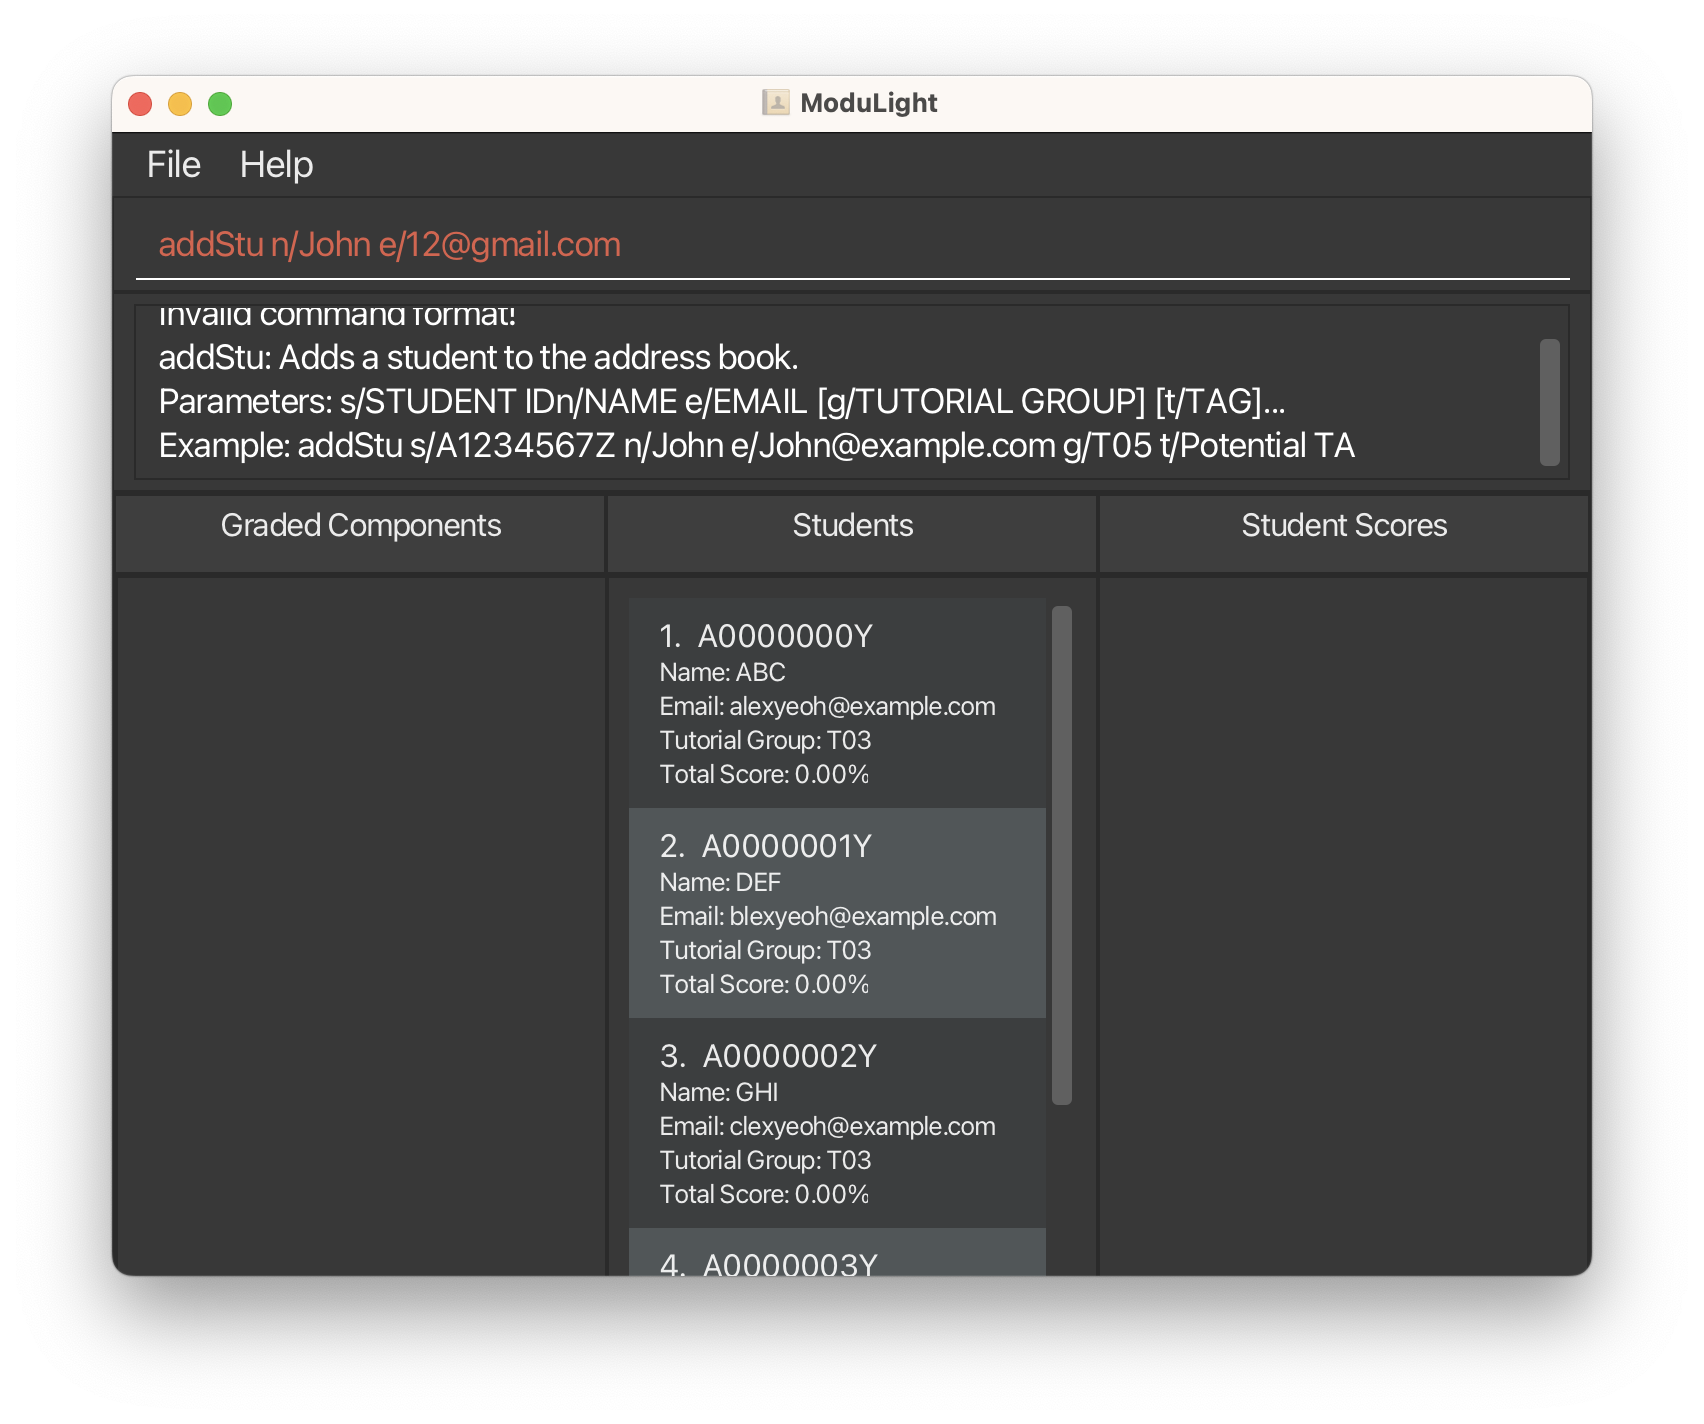 ModuLight
File Help
addStu n/John e/12@gmail.com
Invalid command format!
addStu: Adds a student to the address book.
Parameters: s/STUDENT IDn/NAME e/EMAIL [g/TUTORIAL GROUP] [t/TAG]...
Example: addStu s/A1234567Z n/John e/John@example.com g/T05 t/Potential TA
Graded Components
Students
Student Scores
1. A0000000Y
Name: ABC
Email: alexyeoh@example.com
Tutorial Group: T03
Total Score: 0.00%
2. A0000001Y
Name: DEF
Email: blexyeoh@example.com
Tutorial Group: T03
Total Score: 0.00%
3. A0000002Y
Name: GHI
Email: clexyeoh@example.com
Tutorial Group: T03
Total Score: 0.00%
4. A0000003Y